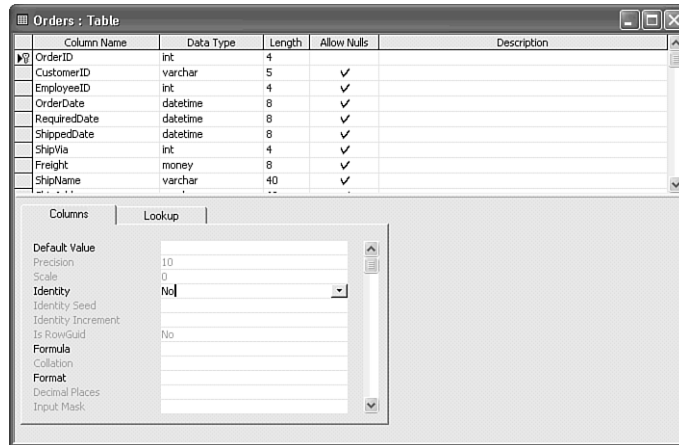 Orders : Table
Column Name Data Type Length Allow Nulls Description
OrderID int 4
CustomerID varchar 5
EmployeeID int 4
OrderDate datetime 8
RequiredDate datetime 8
ShippedDate datetime 8
ShipVia int 4
Freight money 8
ShipName varchar 40
Columns Lookup
Default Value
Precision 10
Scale 0
Identity No
Identity Seed
Identity Increment
Is RowGuid No
Formula
Collation
Format
Decimal Places
Input Mask